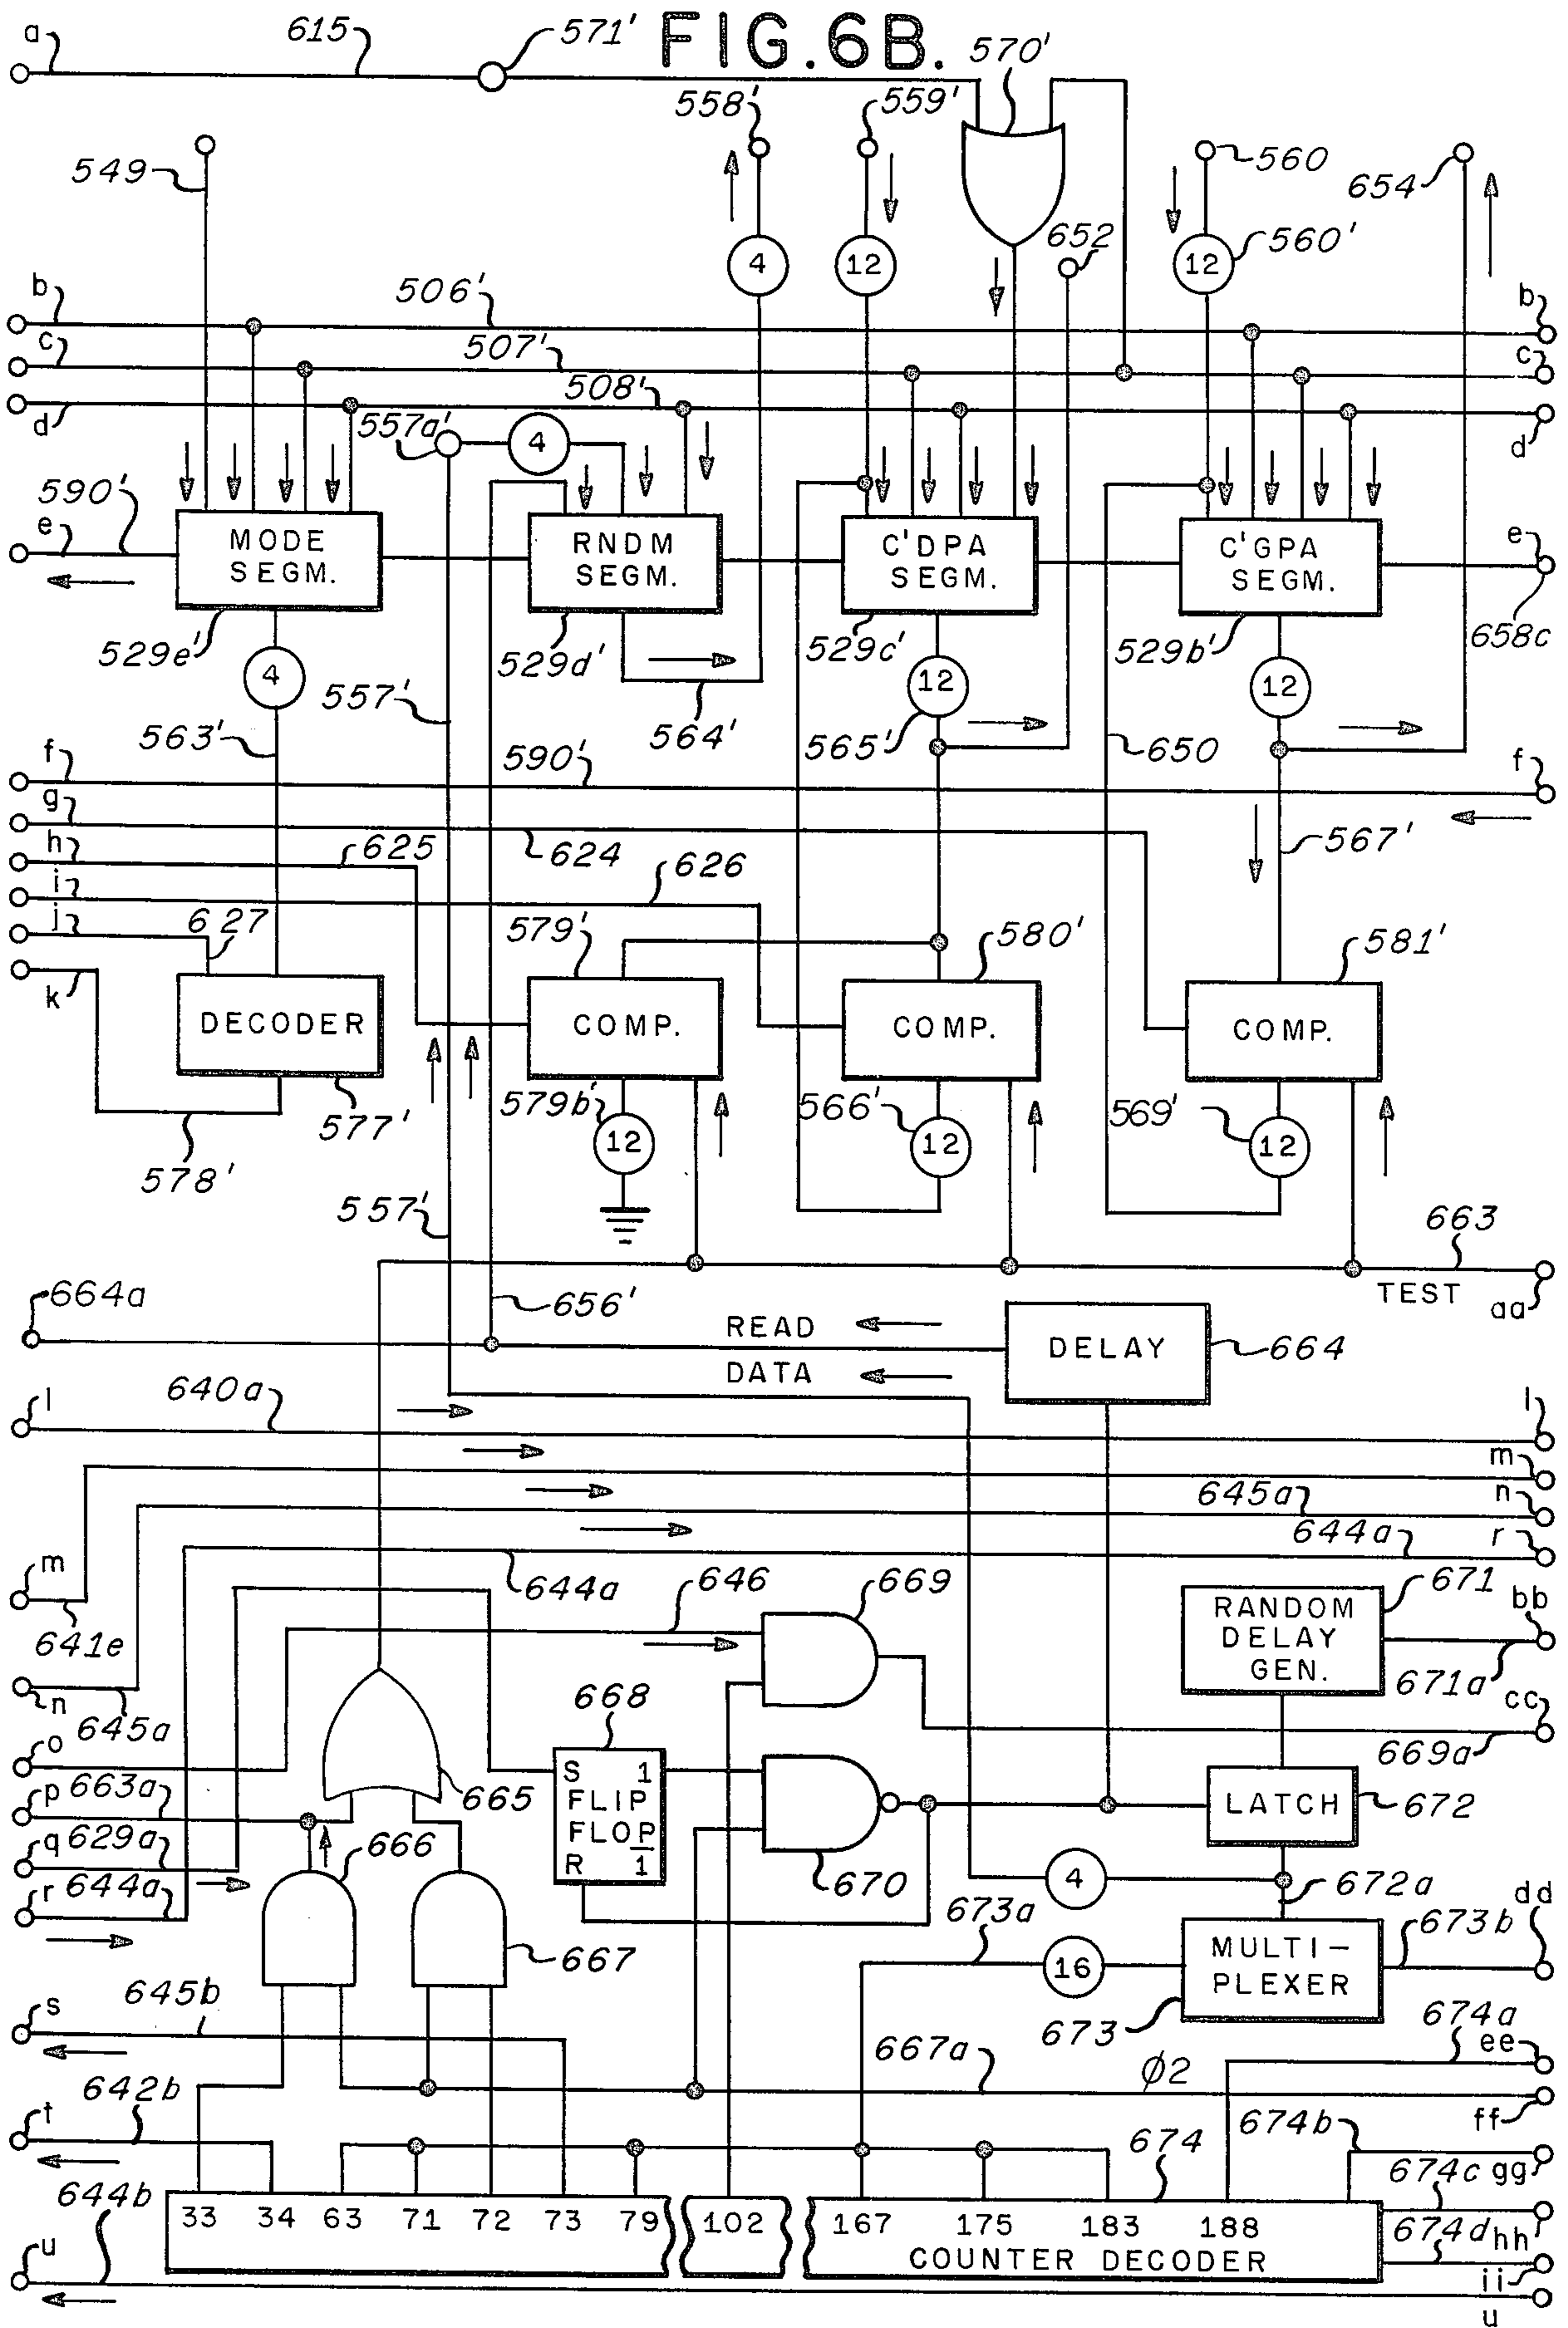 FIG.6B.
a
615
571'
570'
558'
559'
549
560
654
652
4
12
12
560'
b
506'
b
c
507'
c
508'
d
557a'
4
d
590'
e
MODE
SEGM.
RNDM
SEGM.
C'DPA
SEGM.
C'GPA
SEGM.
e
658c
529e'
529d'
529c'
529b'
4
557'
12
12
563'
564'
565'
650
f
590'
f
g
624
567'
h
625
i
626
j
627
579'
580'
581'
k
DECODER
COMP.
COMP.
COMP.
577'
579b'
566'
569'
12
12
12
578'
557'
663
TEST
aa
664a
656'
READ
DELAY
664
DATA
l
640a
l
m
645a
n
644a
r
m
641e
644a
646
669
671
RANDOM
DELAY
GEN.
bb
671a
n
645a
668
cc
669a
o
p
663a
665
S 1
FLIP
FLOP
R 1
LATCH
672
q
629a
666
670
4
672a
r
644a
673a
dd
673b
667
16
MULTI-
PLEXER
s
645b
673
674a
ee
667a
ϕ2
t
642b
ff
674b
674
674c
gg
644b
33 34 63 71 72 73 79 102 167 175 183 188
674d
hh
COUNTER DECODER
u
ii
u